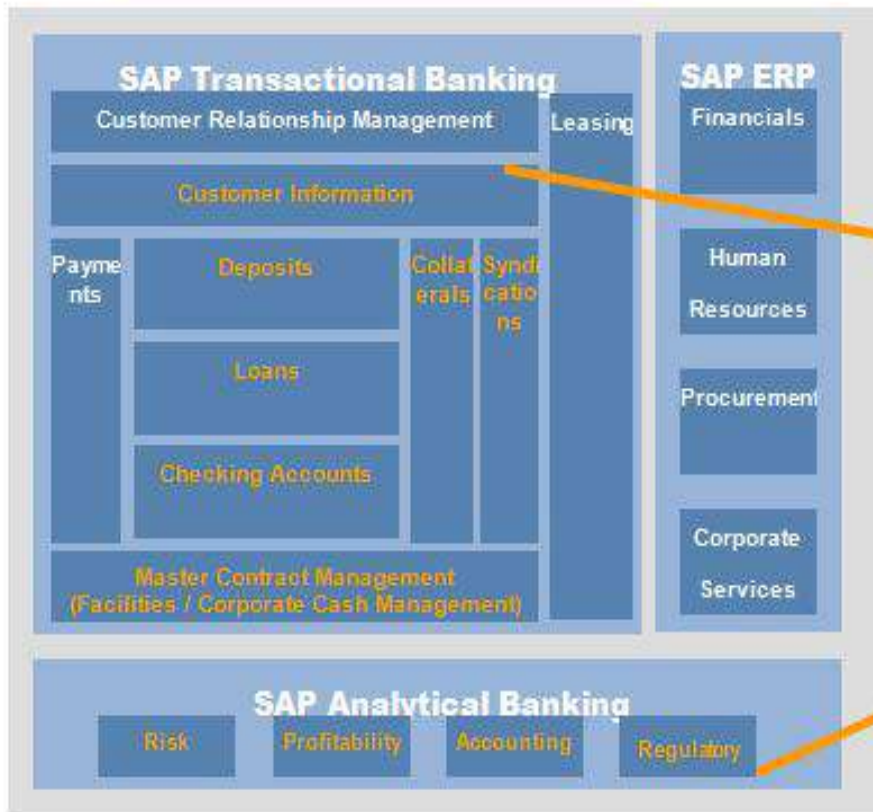 SAP Transactional Banking
Customer Relationship Management
Leasing
Customer Information
Payme
nts
Deposits
Loans
Checking Accounts
Collat
erals
Syndi
catio
ns
Master Contract Management
(Facilities / Corporate Cash Management)
SAP ERP
Financials
Human
Resources
Procurement
Corporate
Services
SAP Analytical Banking
Risk
Profitability
Accounting
Regulatory